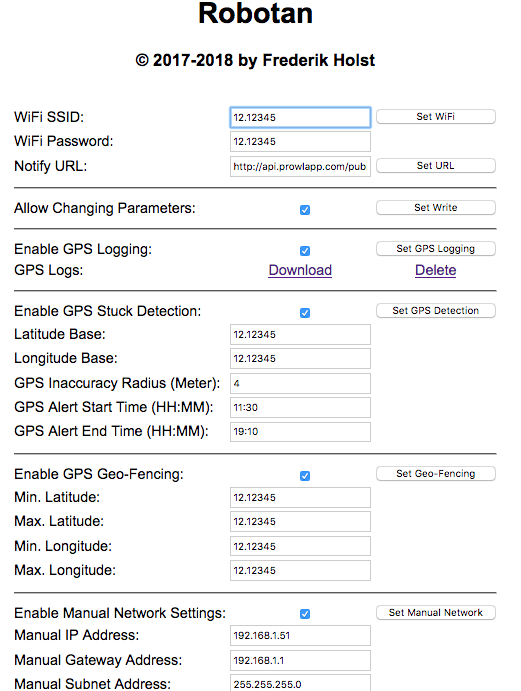 Robotan
© 2017-2018 by Frederik Holst
WiFi SSID: 12.12345 Set WiFi
WiFi Password: 12.12345
Notify URL: http://api.prowlapp.com/pub Set URL
Allow Changing Parameters: Set Write
Enable GPS Logging: Set GPS Logging
GPS Logs: Download Delete
Enable GPS Stuck Detection: Set GPS Detection
Latitude Base: 12.12345
Longitude Base: 12.12345
GPS Inaccuracy Radius (Meter): 4
GPS Alert Start Time (HH:MM): 11:30
GPS Alert End Time (HH:MM): 19:10
Enable GPS Geo-Fencing: Set Geo-Fencing
Min. Latitude: 12.12345
Max. Latitude: 12.12345
Min. Longitude: 12.12345
Max. Longitude: 12.12345
Enable Manual Network Settings: Set Manual Network
Manual IP Address: 192.168.1.51
Manual Gateway Address: 192.168.1.1
Manual Subnet Address: 255.255.255.0